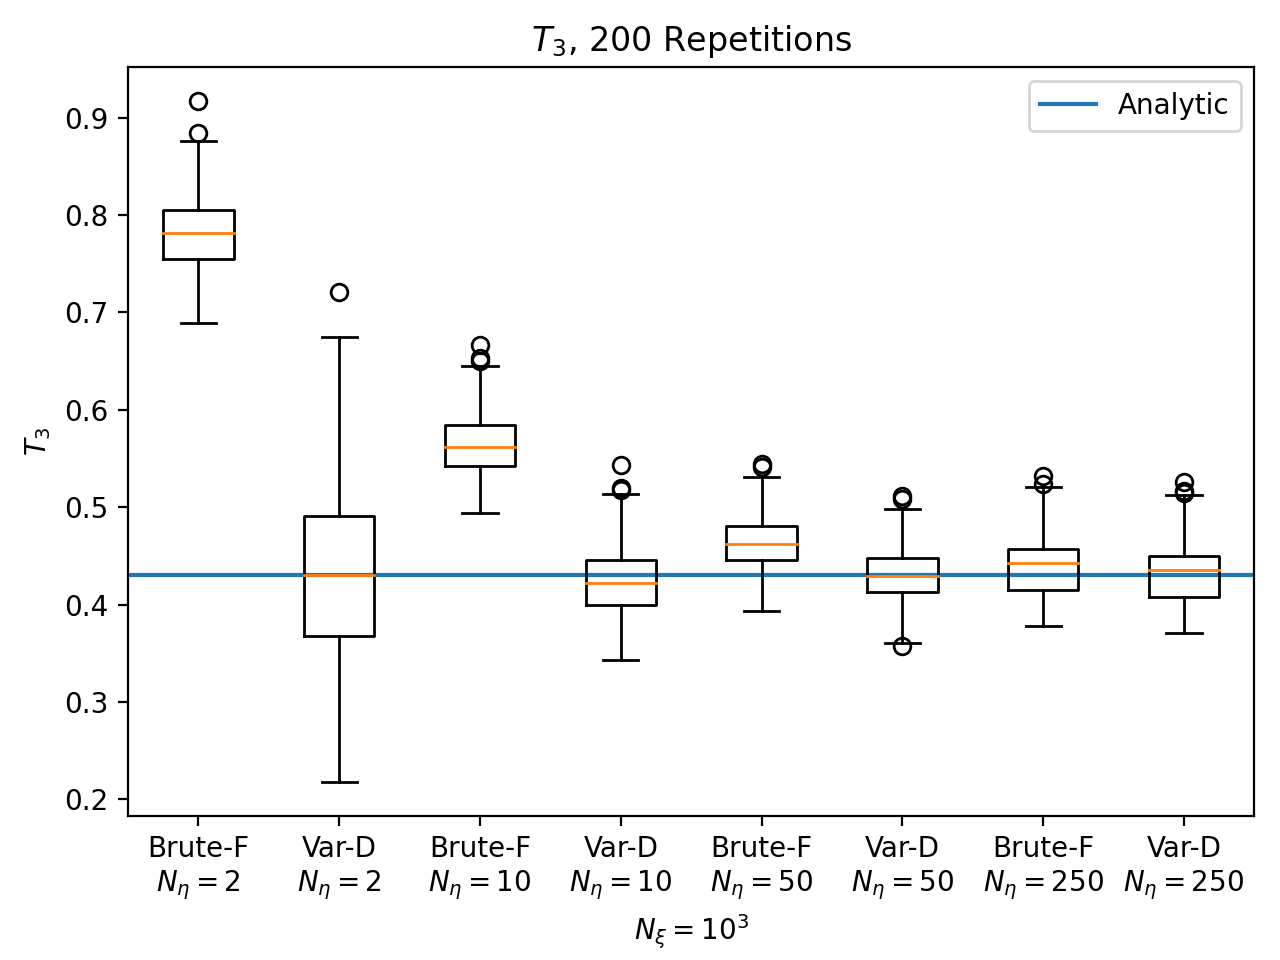 T₃, 200 Repetitions
Analytic
T₃
0.9
0.8
0.7
0.6
0.5
0.4
0.3
0.2
Brute-F Var-D Brute-F Var-D Brute-F Var-D Brute-F Var-D
N_η = 2 N_η = 2 N_η = 10 N_η = 10 N_η = 50 N_η = 50 N_η = 250 N_η = 250
N_ξ = 10³